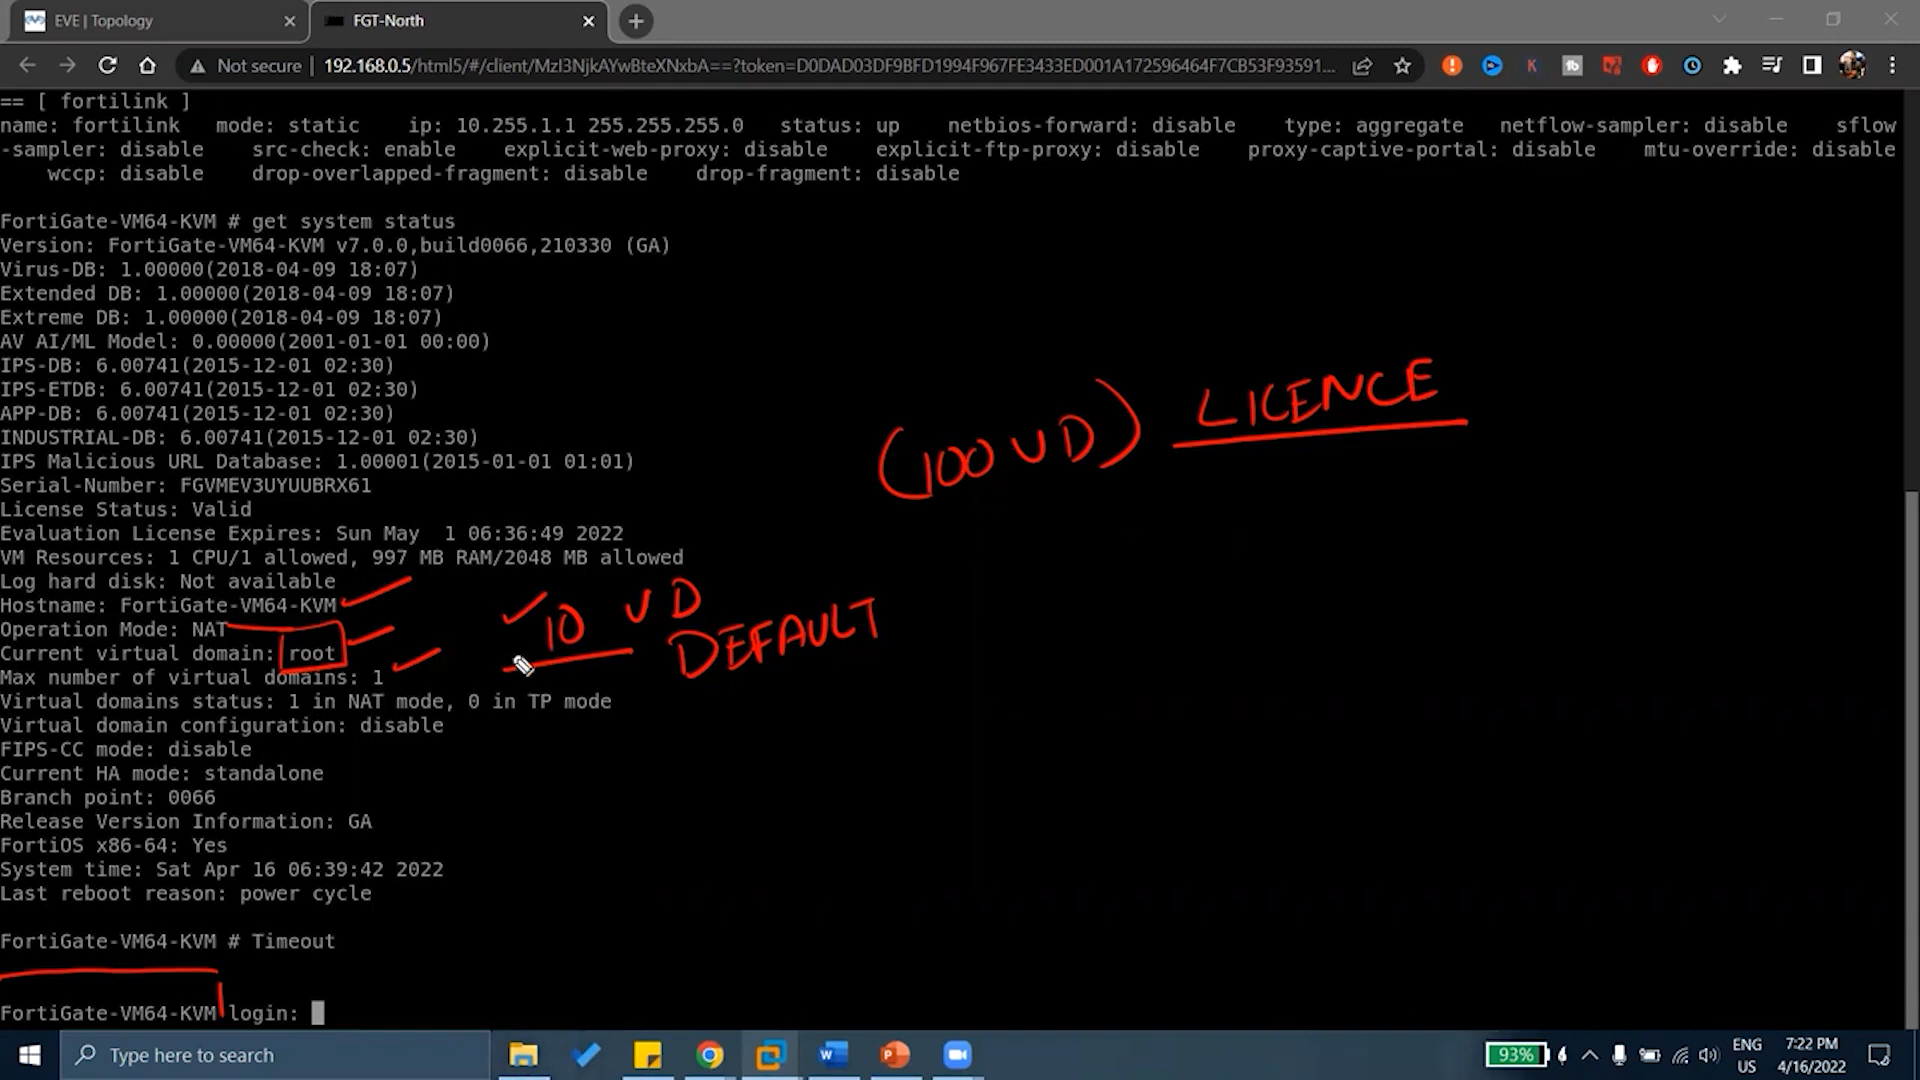 EVE | Topology
FGT-North
Not secure
192.168.0.5/html5/#/client/MzI3NjkAYwBteXNxbA==?token=D0DAD03DF9BFD1994F967FE3433ED001A172596464F7CB53F93591...
== [ fortilink ]
name: fortilink   mode: static    ip: 10.255.1.1 255.255.255.0   status: up    netbios-forward: disable    type: aggregate   netflow-sampler: disable    sflow
-sampler: disable    src-check: enable    explicit-web-proxy: disable    explicit-ftp-proxy: disable    proxy-captive-portal: disable    mtu-override: disable
wccp: disable    drop-overlapped-fragment: disable    drop-fragment: disable
FortiGate-VM64-KVM # get system status
Version: FortiGate-VM64-KVM v7.0.0,build0066,210330 (GA)
Virus-DB: 1.00000(2018-04-09 18:07)
Extended DB: 1.00000(2018-04-09 18:07)
Extreme DB: 1.00000(2018-04-09 18:07)
AV AI/ML Model: 0.00000(2001-01-01 00:00)
IPS-DB: 6.00741(2015-12-01 02:30)
IPS-ETDB: 6.00741(2015-12-01 02:30)
APP-DB: 6.00741(2015-12-01 02:30)
INDUSTRIAL-DB: 6.00741(2015-12-01 02:30)
IPS Malicious URL Database: 1.00001(2015-01-01 01:01)
(100 VD) LICENCE
Serial-Number: FGVMEV3UYUUBRX61
License Status: Valid
Evaluation License Expires: Sun May  1 06:36:49 2022
VM Resources: 1 CPU/1 allowed, 997 MB RAM/2048 MB allowed
Log hard disk: Not available
Hostname: FortiGate-VM64-KVM
10 VD
DEFAULT
Operation Mode: NAT
Current virtual domain: root
Max number of virtual domains: 1
Virtual domains status: 1 in NAT mode, 0 in TP mode
Virtual domain configuration: disable
FIPS-CC mode: disable
Current HA mode: standalone
Branch point: 0066
Release Version Information: GA
FortiOS x86-64: Yes
System time: Sat Apr 16 06:39:42 2022
Last reboot reason: power cycle
FortiGate-VM64-KVM # Timeout
FortiGate-VM64-KVM login:
Type here to search
93%
ENG
US
7:22 PM
4/16/2022